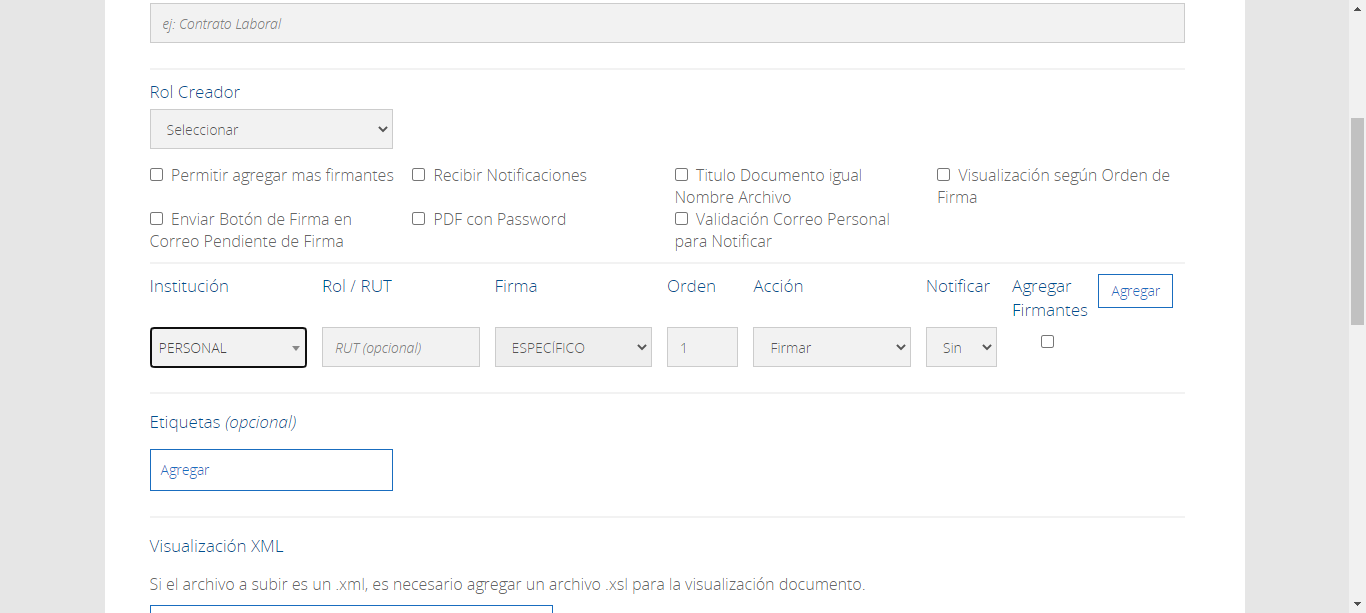 ej: Contrato Laboral
Rol Creador
Seleccionar
Permitir agregar mas firmantes
Recibir Notificaciones
Titulo Documento igual
Nombre Archivo
Visualización según Orden de
Firma
Enviar Botón de Firma en
Correo Pendiente de Firma
PDF con Password
Validación Correo Personal
para Notificar
Institución
Rol / RUT
Firma
Orden
Acción
Notificar
Agregar
Firmantes
Agregar
PERSONAL
RUT (opcional)
ESPECÍFICO
1
Firmar
Sin
Etiquetas (opcional)
Agregar
Visualización XML
Si el archivo a subir es un .xml, es necesario agregar un archivo .xsl para la visualización documento.